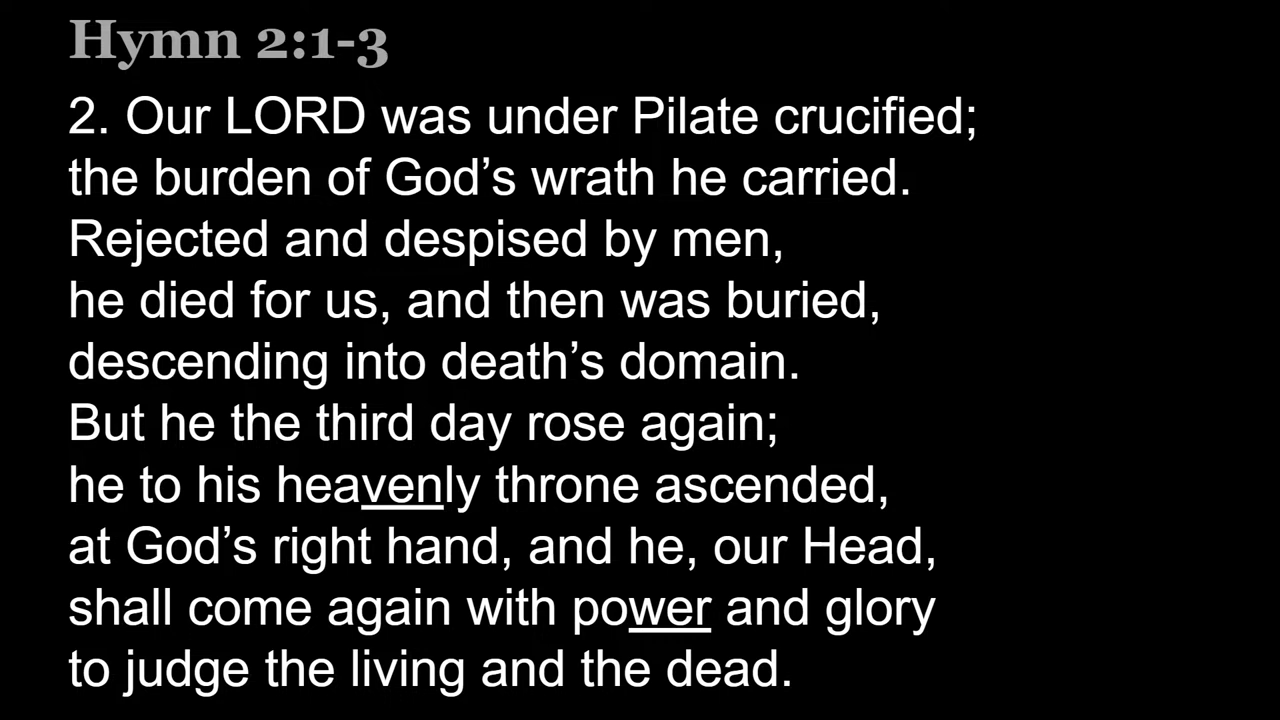 Hymn 2:1-3
2. Our LORD was under Pilate crucified;
the burden of God’s wrath he carried.
Rejected and despised by men,
he died for us, and then was buried,
descending into death’s domain.
But he the third day rose again;
he to his heavenly throne ascended,
at God’s right hand, and he, our Head,
shall come again with power and glory
to judge the living and the dead.